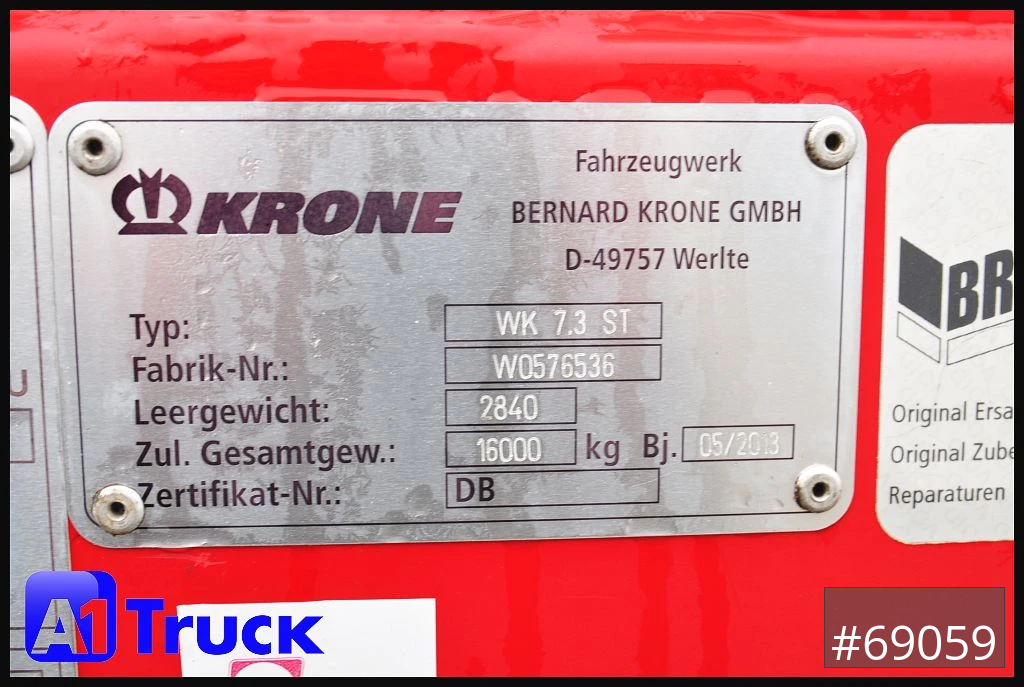 KRONE
Fahrzeugwerk
BERNARD KRONE GMBH
D-49757 Werlte
Typ: WK 7.3 ST
Fabrik-Nr.: W0576536
Leergewicht: 2840
Zul. Gesamtgew.: 16000 kg Bj. 05/2013
Zertifikat-Nr.: DB
BR
Original Ersa
Original Zube
Reparaturen
U
A1 Truck
#69059